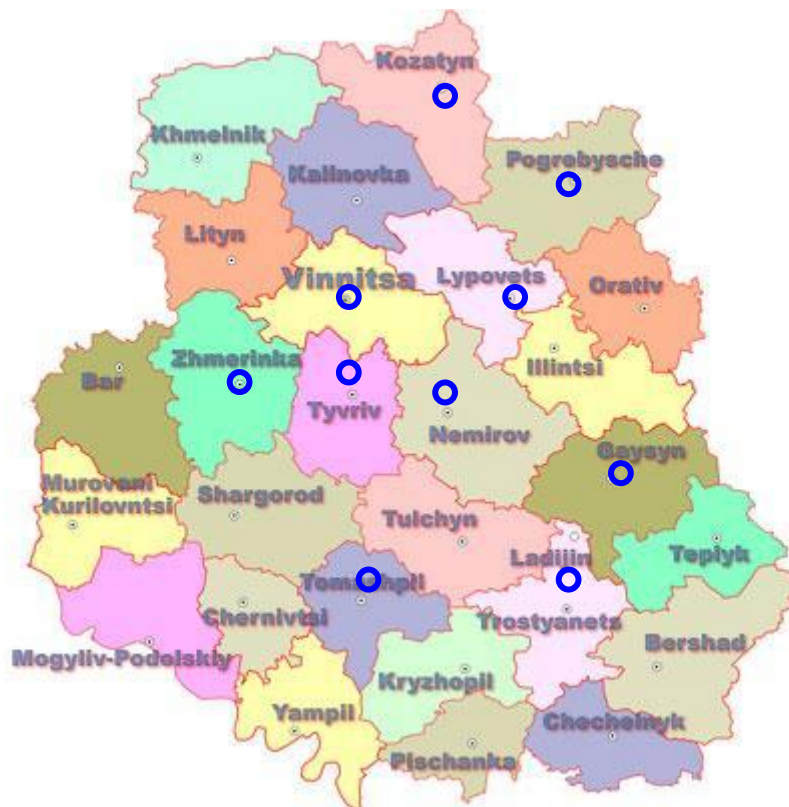 Kozatyn
Khmelnik
Pogrebysche
Kalinovka
Lityn
Vinnitsa
Lypovets
Orativ
Zhmerinka
Illintsi
Bar
Tyvriv
Nemirov
Gaysyn
Murovani
Kurilovntsi
Shargorod
Tulchyn
Ladijin
Teplyk
Tomashpil
Chernivtsi
Trostyanets
Bershad
Mogyliv-Podolskiy
Kryzhopil
Yampil
Chechelnyk
Pischanka